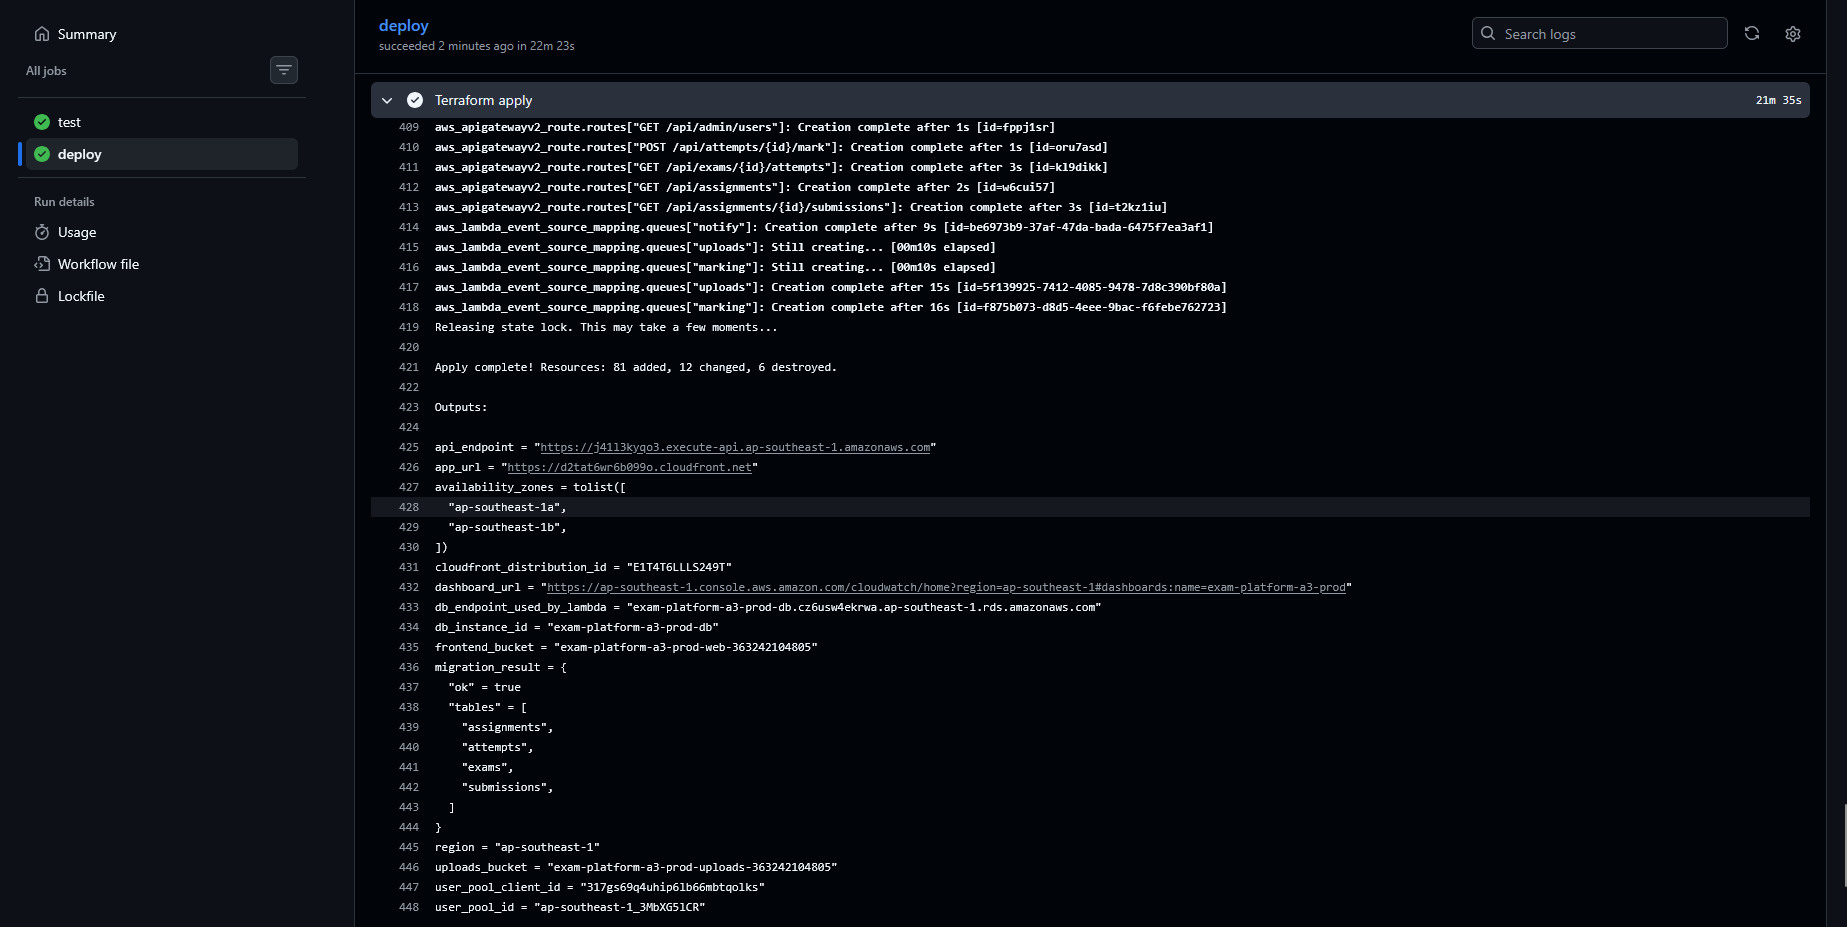 Summary
All jobs
test
deploy
Run details
Usage
Workflow file
Lockfile
deploy
succeeded 2 minutes ago in 22m 23s
Search logs
Terraform apply
21m 35s
409 aws_apigatewayv2_route.routes["GET /api/admin/users"]: Creation complete after 1s [id=fppj1sr]
410 aws_apigatewayv2_route.routes["POST /api/attempts/{id}/mark"]: Creation complete after 1s [id=oru7asd]
411 aws_apigatewayv2_route.routes["GET /api/exams/{id}/attempts"]: Creation complete after 3s [id=kl9dikk]
412 aws_apigatewayv2_route.routes["GET /api/assignments"]: Creation complete after 2s [id=w6cui57]
413 aws_apigatewayv2_route.routes["GET /api/assignments/{id}/submissions"]: Creation complete after 3s [id=t2kz1iu]
414 aws_lambda_event_source_mapping.queues["notify"]: Creation complete after 9s [id=be6973b9-37af-47da-bada-6475f7ea3af1]
415 aws_lambda_event_source_mapping.queues["uploads"]: Still creating... [00m10s elapsed]
416 aws_lambda_event_source_mapping.queues["marking"]: Still creating... [00m10s elapsed]
417 aws_lambda_event_source_mapping.queues["uploads"]: Creation complete after 15s [id=5f139925-7412-4085-9478-7d8c390bf80a]
418 aws_lambda_event_source_mapping.queues["marking"]: Creation complete after 16s [id=f875b073-d8d5-4eee-9bac-f6febe762723]
419 Releasing state lock. This may take a few moments...
420
421 Apply complete! Resources: 81 added, 12 changed, 6 destroyed.
422
423 Outputs:
424
425 api_endpoint = "https://j41l3kyqo3.execute-api.ap-southeast-1.amazonaws.com"
426 app_url = "https://d2tat6wr6b099o.cloudfront.net"
427 availability_zones = tolist([
428 "ap-southeast-1a",
429 "ap-southeast-1b",
430 ])
431 cloudfront_distribution_id = "E1T4T6LLLS249T"
432 dashboard_url = "https://ap-southeast-1.console.aws.amazon.com/cloudwatch/home?region=ap-southeast-1#dashboards:name=exam-platform-a3-prod"
433 db_endpoint_used_by_lambda = "exam-platform-a3-prod-db.cz6usw4ekrwa.ap-southeast-1.rds.amazonaws.com"
434 db_instance_id = "exam-platform-a3-prod-db"
435 frontend_bucket = "exam-platform-a3-prod-web-363242104805"
436 migration_result = {
437 "ok" = true
438 "tables" = [
439 "assignments",
440 "attempts",
441 "exams",
442 "submissions",
443 ]
444 }
445 region = "ap-southeast-1"
446 uploads_bucket = "exam-platform-a3-prod-uploads-363242104805"
447 user_pool_client_id = "317gs69q4uhip6lb66mbtqolks"
448 user_pool_id = "ap-southeast-1_3MbXG5lCR"